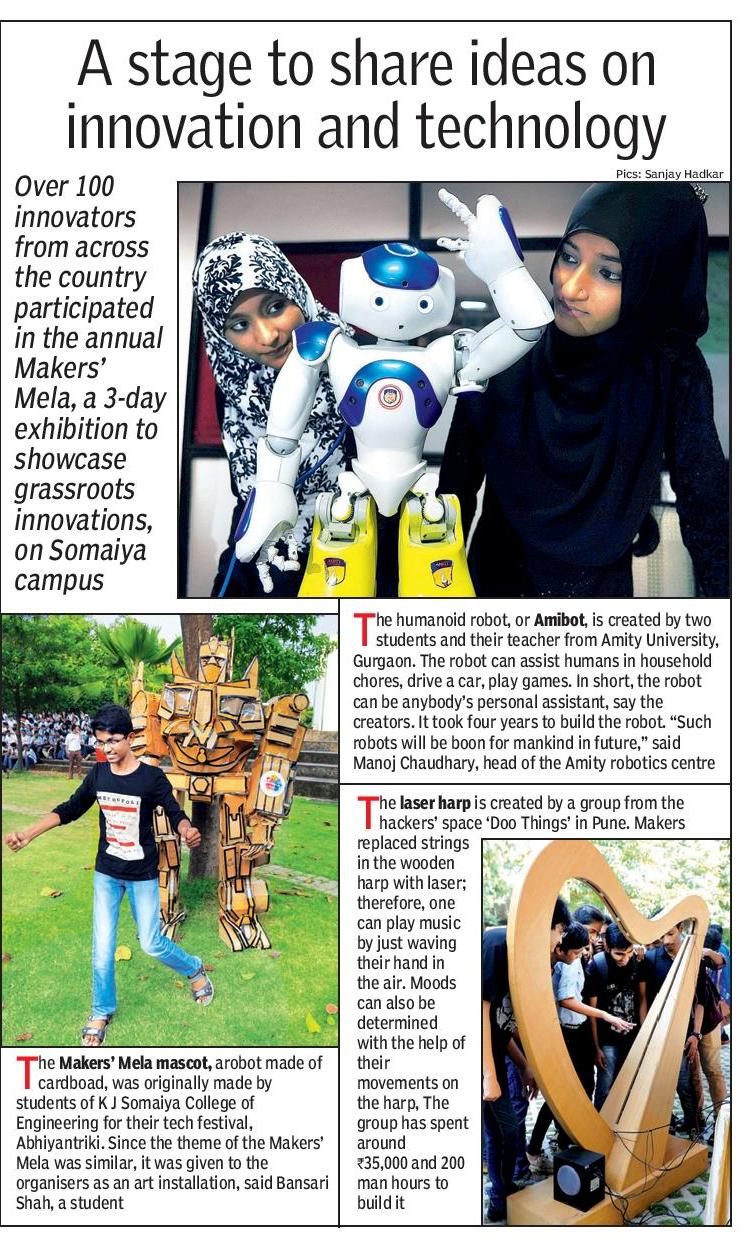 A stage to share ideas on
innovation and technology
Pics: Sanjay Hadkar
Over 100
innovators
from across
the country
participated
in the annual
Makers'
Mela, a 3-day
exhibition to
showcase
grassroots
innovations,
on Somaiya
campus
The humanoid robot, or Amibot, is created by two
students and their teacher from Amity University,
Gurgaon. The robot can assist humans in household
chores, drive a car, play games. In short, the robot
can be anybody's personal assistant, say the
creators. It took four years to build the robot. “Such
robots will be boon for mankind in future,” said
Manoj Chaudhary, head of the Amity robotics centre
The laser harp is created by a group from the
hackers' space ‘Doo Things’ in Pune. Makers
replaced strings
in the wooden
harp with laser;
therefore, one
can play music
by just waving
their hand in
the air. Moods
can also be
determined
with the help of
their
movements on
the harp, The
group has spent
around
₹35,000 and 200
man hours to
build it
METROPOLI
The Makers' Mela mascot, arobot made of
cardboad, was originally made by
students of K J Somaiya College of
Engineering for their tech festival,
Abhiyantriki. Since the theme of the Makers'
Mela was similar, it was given to the
organisers as an art installation, said Bansari
Shah, a student